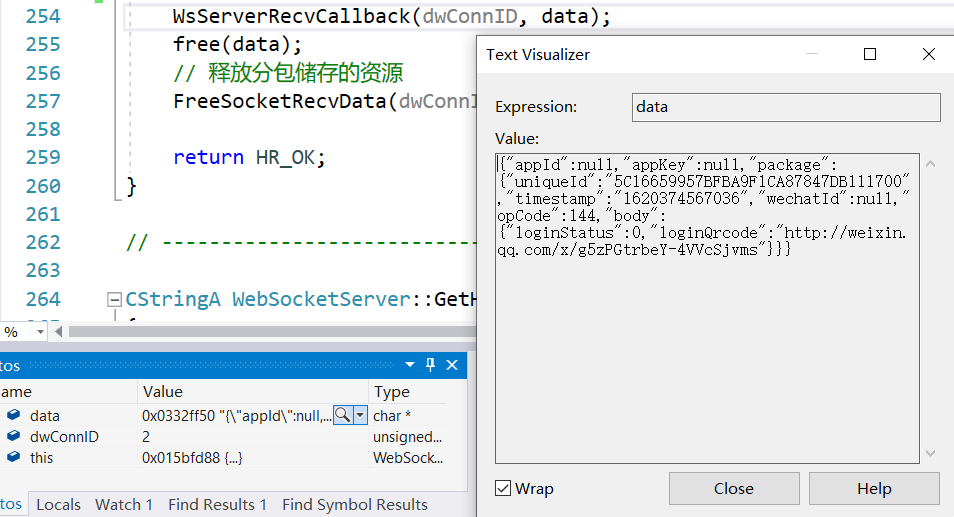 254 WsServerRecvCallback(dwConnID, data);
255 free(data);
256 // 释放分包储存的资源
257 FreeSocketRecvData(dwConnI
258
259 return HR_OK;
260 }
261
262 // -----------------------------
263
264 CStringA WebSocketServer::GetH
%
Text Visualizer
Expression: data
Value:
{"appId":null,"appKey":null,"package":
{"uniqueId":"5C16659957BFBA9F1CA87847DB111700"
,"timestamp":"1620374567036","wechatId":null,"
opCode":144,"body":
{"loginStatus":0,"loginQrcode":"http://weixin.
qq.com/x/g5zPGtrbeY-4VVcSjvms"}}}
Wrap
Close
Help
tos
ame Value Type
data 0x0332ff50 "{\"appId\":null,... char *
dwConnID 2 unsigned...
this 0x015bfd88 {...} WebSock...
tos Locals Watch 1 Find Results 1 Find Symbol Results